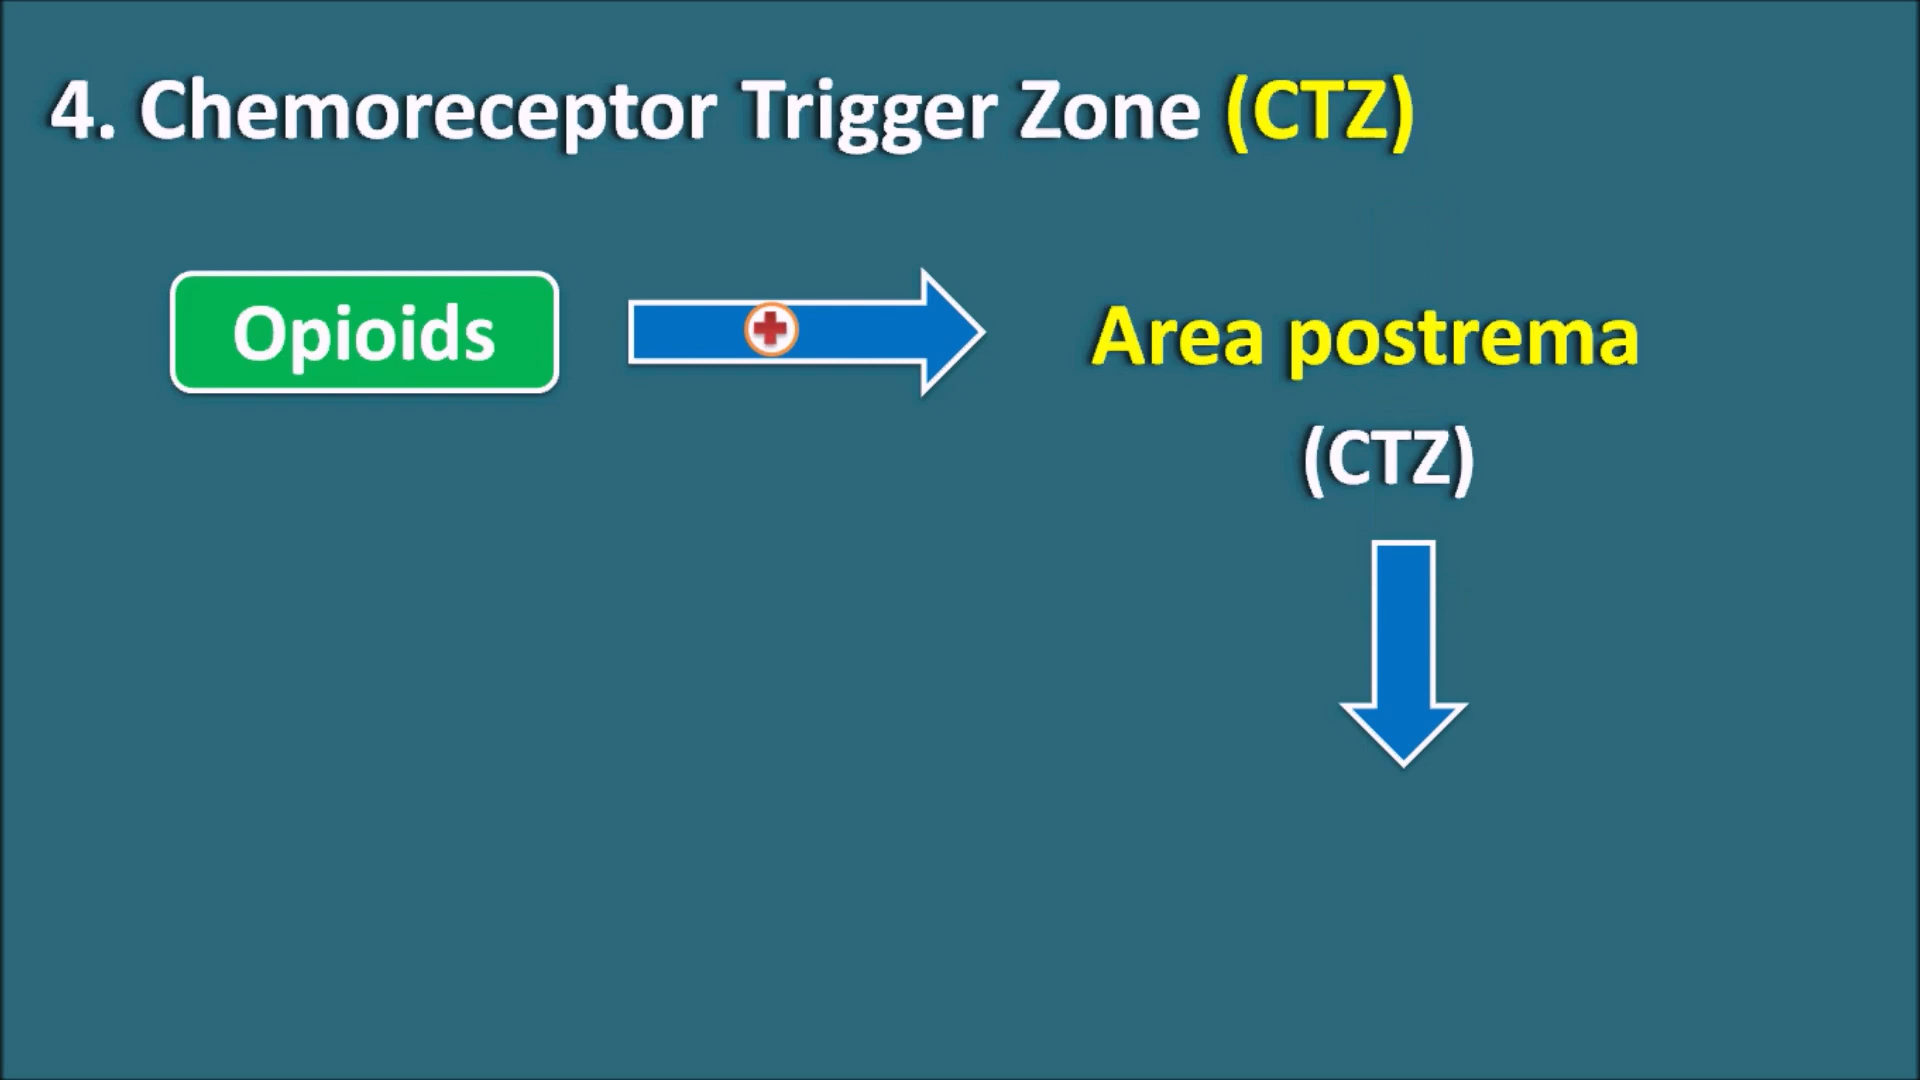 4. Chemoreceptor Trigger Zone (CTZ)
Opioids
Area postrema
(CTZ)